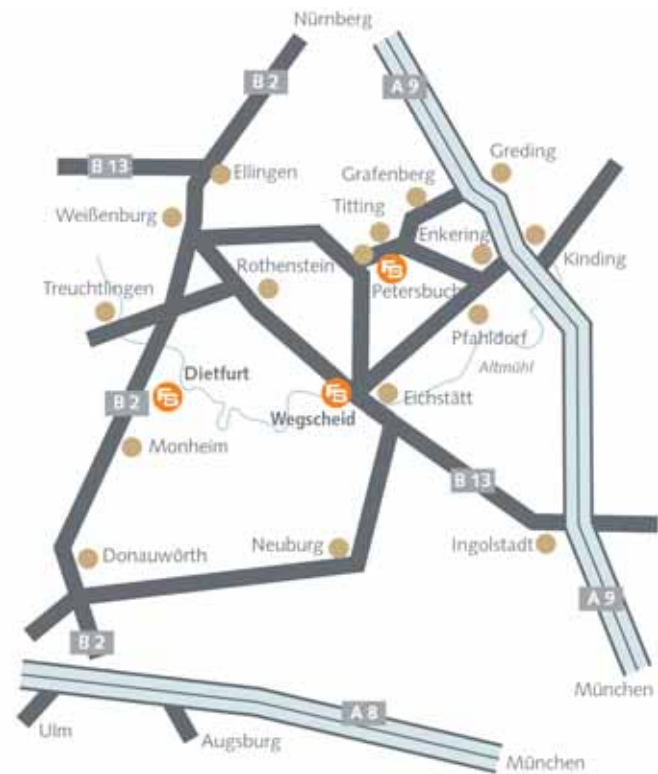 Nürnberg
B 2
A 9
B 13
Ellingen
Greding
Grafenberg
Weißenburg
Titting
Enkering
Kinding
Rothenstein
Treuchtlingen
Petersbuch
Pfahldorf
Altmühl
Dietfurt
B 2
Wegscheid
Eichstätt
Monheim
B 13
Donauwörth
Neuburg
Ingolstadt
A 9
B 2
München
A 8
Ulm
Augsburg
München